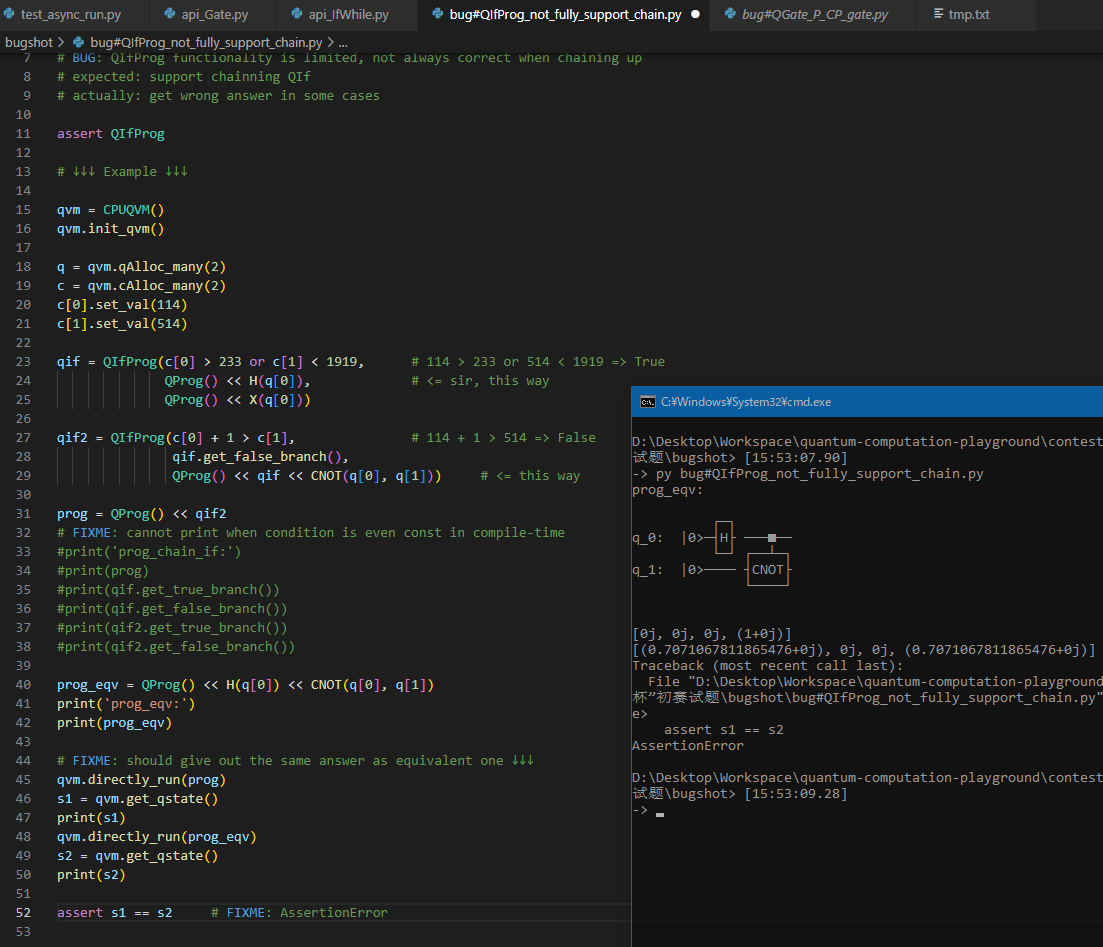 test_async_run.py
api_Gate.py
api_IfWhile.py
bug#QIfProg_not_fully_support_chain.py ●
bug#QGate_P_CP_gate.py
tmp.txt
bugshot > bug#QIfProg_not_fully_support_chain.py > ...
7 # BUG: QIfProg functionality is limited, not always correct when chaining up
8 # expected: support chainning QIf
9 # actually: get wrong answer in some cases
10
11 assert QIfProg
12
13 # ↓↓↓ Example ↓↓↓
14
15 qvm = CPUQVM()
16 qvm.init_qvm()
17
18 q = qvm.qAlloc_many(2)
19 c = qvm.cAlloc_many(2)
20 c[0].set_val(114)
21 c[1].set_val(514)
22
23 qif = QIfProg(c[0] > 233 or c[1] < 1919, # 114 > 233 or 514 < 1919 => True
24 QProg() << H(q[0]), # <= sir, this way
25 QProg() << X(q[0]))
26
27 qif2 = QIfProg(c[0] + 1 > c[1], # 114 + 1 > 514 => False
28 qif.get_false_branch(),
29 QProg() << qif << CNOT(q[0], q[1])) # <= this way
30
31 prog = QProg() << qif2
32 # FIXME: cannot print when condition is even const in compile-time
33 #print('prog_chain_if:')
34 #print(prog)
35 #print(qif.get_true_branch())
36 #print(qif.get_false_branch())
37 #print(qif2.get_true_branch())
38 #print(qif2.get_false_branch())
39
40 prog_eqv = QProg() << H(q[0]) << CNOT(q[0], q[1])
41 print('prog_eqv:')
42 print(prog_eqv)
43
44 # FIXME: should give out the same answer as equivalent one ↓↓↓
45 qvm.directly_run(prog)
46 s1 = qvm.get_qstate()
47 print(s1)
48 qvm.directly_run(prog_eqv)
49 s2 = qvm.get_qstate()
50 print(s2)
51
52 assert s1 == s2 # FIXME: AssertionError
53
C:¥Windows¥System32¥cmd.exe
D:\Desktop\Workspace\quantum-computation-playground\contest
试题\bugshot> [15:53:07.90]
-> py bug#QIfProg_not_fully_support_chain.py
prog_eqv:
q_0: |0>─┤H├ ───■──
q_1: |0>──── ┤CNOT├
[0j, 0j, 0j, (1+0j)]
[(0.7071067811865476+0j), 0j, 0j, (0.7071067811865476+0j)]
Traceback (most recent call last):
File "D:\Desktop\Workspace\quantum-computation-playground
杯”初赛试题\bugshot\bug#QIfProg_not_fully_support_chain.py"
e>
assert s1 == s2
AssertionError
D:\Desktop\Workspace\quantum-computation-playground\contest
试题\bugshot> [15:53:09.28]
->